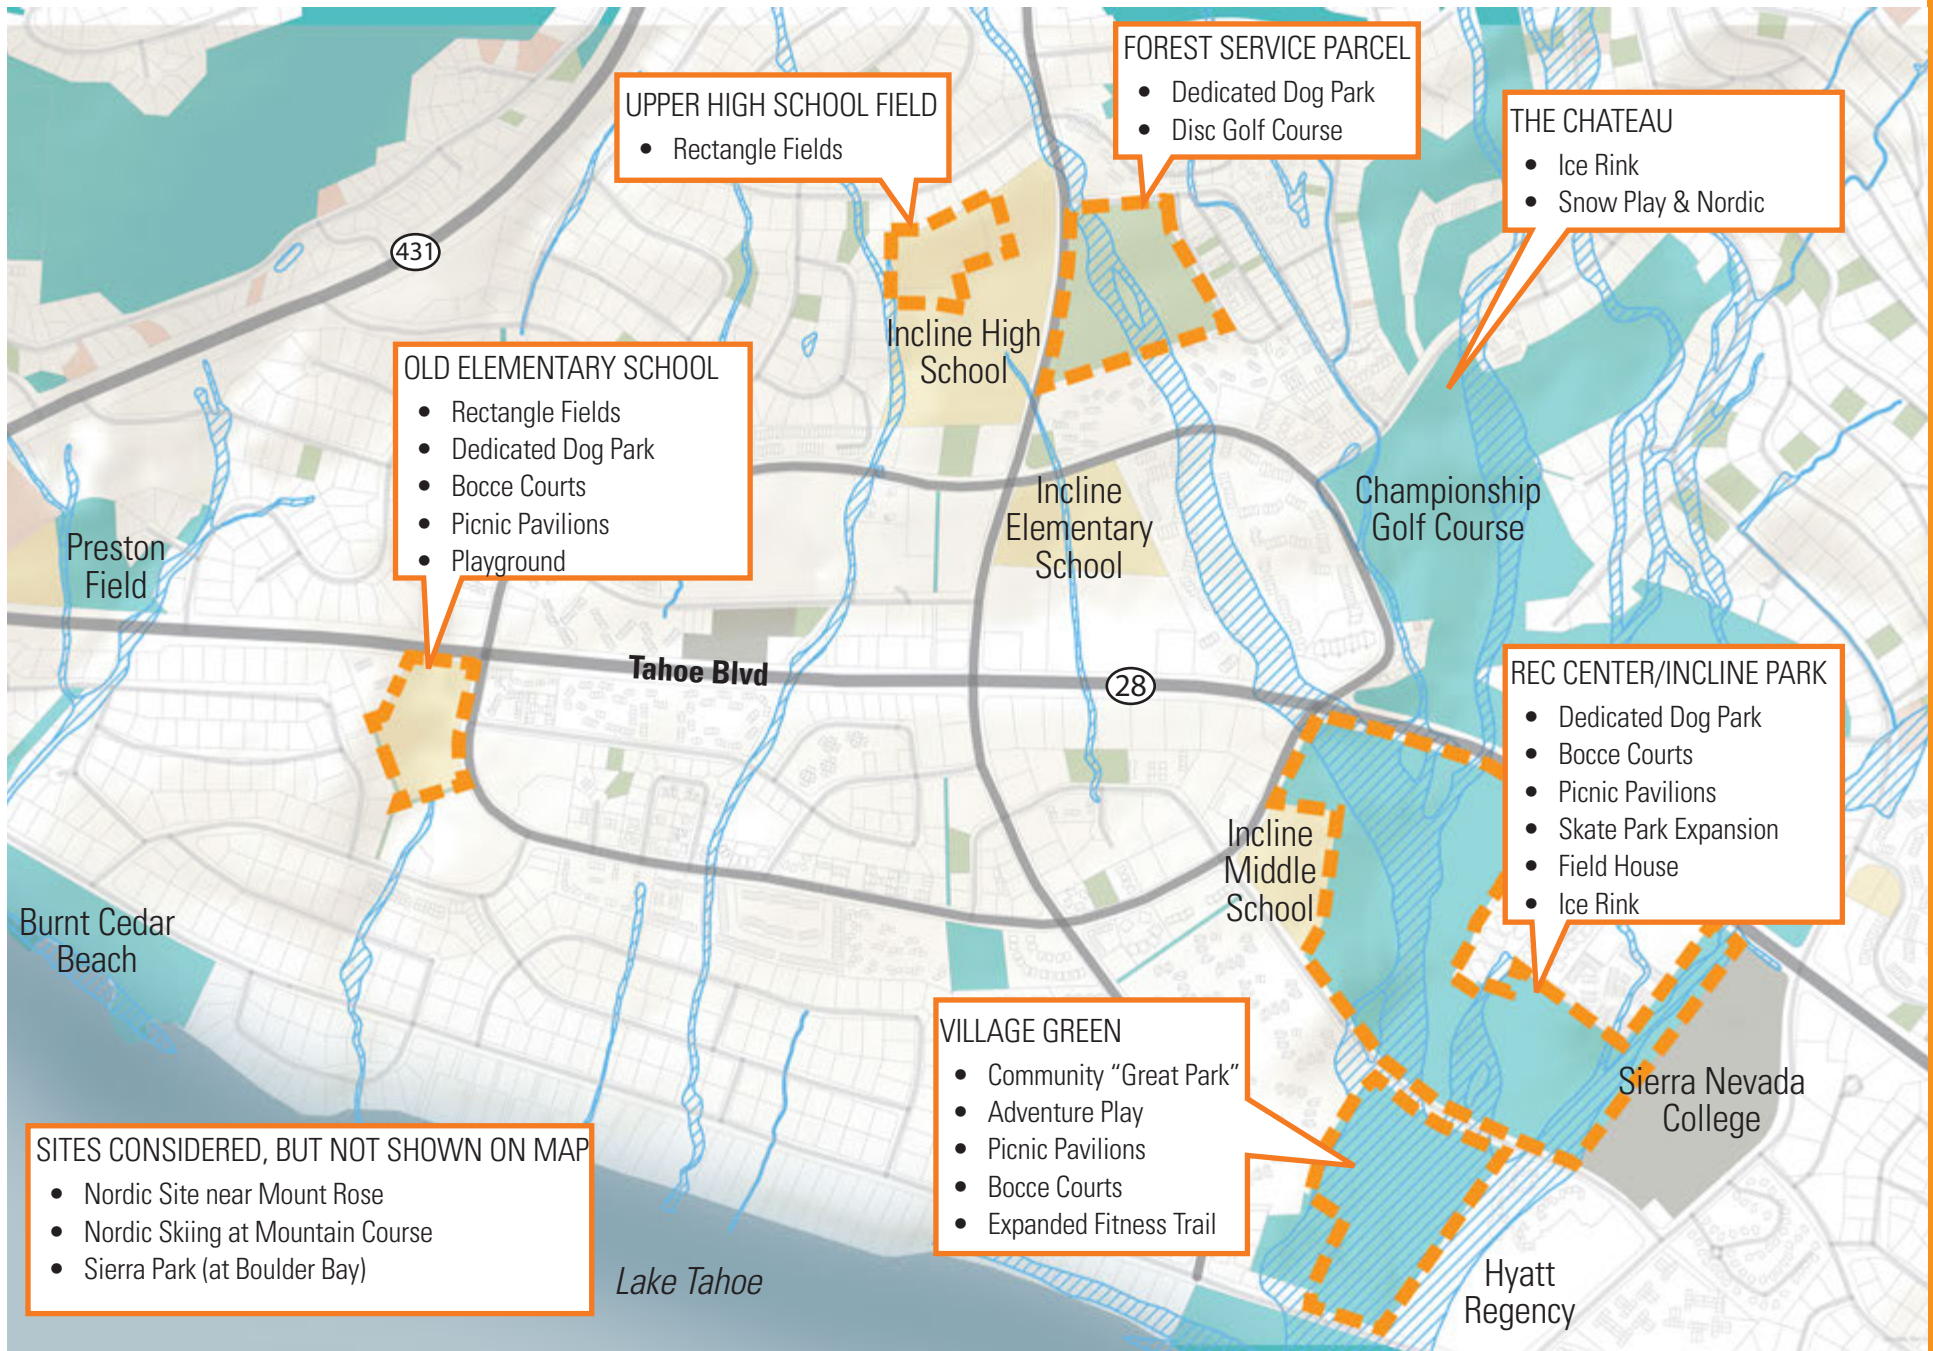 FOREST SERVICE PARCEL
• Dedicated Dog Park
• Disc Golf Course
UPPER HIGH SCHOOL FIELD
• Rectangle Fields
THE CHATEAU
• Ice Rink
• Snow Play & Nordic
431
Incline High
School
OLD ELEMENTARY SCHOOL
• Rectangle Fields
• Dedicated Dog Park
• Bocce Courts
• Picnic Pavilions
• Playground
Incline
Elementary
School
Championship
Golf Course
Preston
Field
Tahoe Blvd
28
REC CENTER/INCLINE PARK
• Dedicated Dog Park
• Bocce Courts
• Picnic Pavilions
• Skate Park Expansion
• Field House
• Ice Rink
Incline
Middle
School
Burnt Cedar
Beach
VILLAGE GREEN
• Community “Great Park”
• Adventure Play
• Picnic Pavilions
• Bocce Courts
• Expanded Fitness Trail
Sierra Nevada
College
SITES CONSIDERED, BUT NOT SHOWN ON MAP
• Nordic Site near Mount Rose
• Nordic Skiing at Mountain Course
• Sierra Park (at Boulder Bay)
Lake Tahoe
Hyatt
Regency